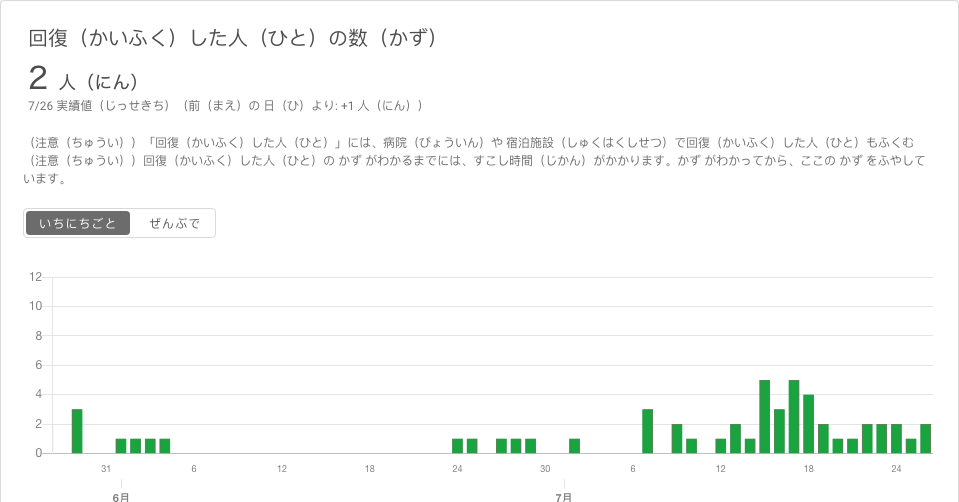 回復（かいふく）した人（ひと）の数（かず）
2 人（にん）
7/26 実績値（じっせきち）（前（まえ）の 日（ひ）より: +1 人（にん））
（注意（ちゅうい））「回復（かいふく）した人（ひと）」には、病院（びょういん）や 宿泊施設（しゅくはくしせつ）で回復（かいふく）した人（ひと）もふくむ
（注意（ちゅうい））回復（かいふく）した人（ひと）の かず がわかるまでには、すこし時間（じかん）がかかります。かず がわかってから、ここの かず をふやして
います。
いちにちごと ぜんぶで
12
10
8
6
4
2
0
31 6 12 18 24 30 6 12 18 24
6月 7月